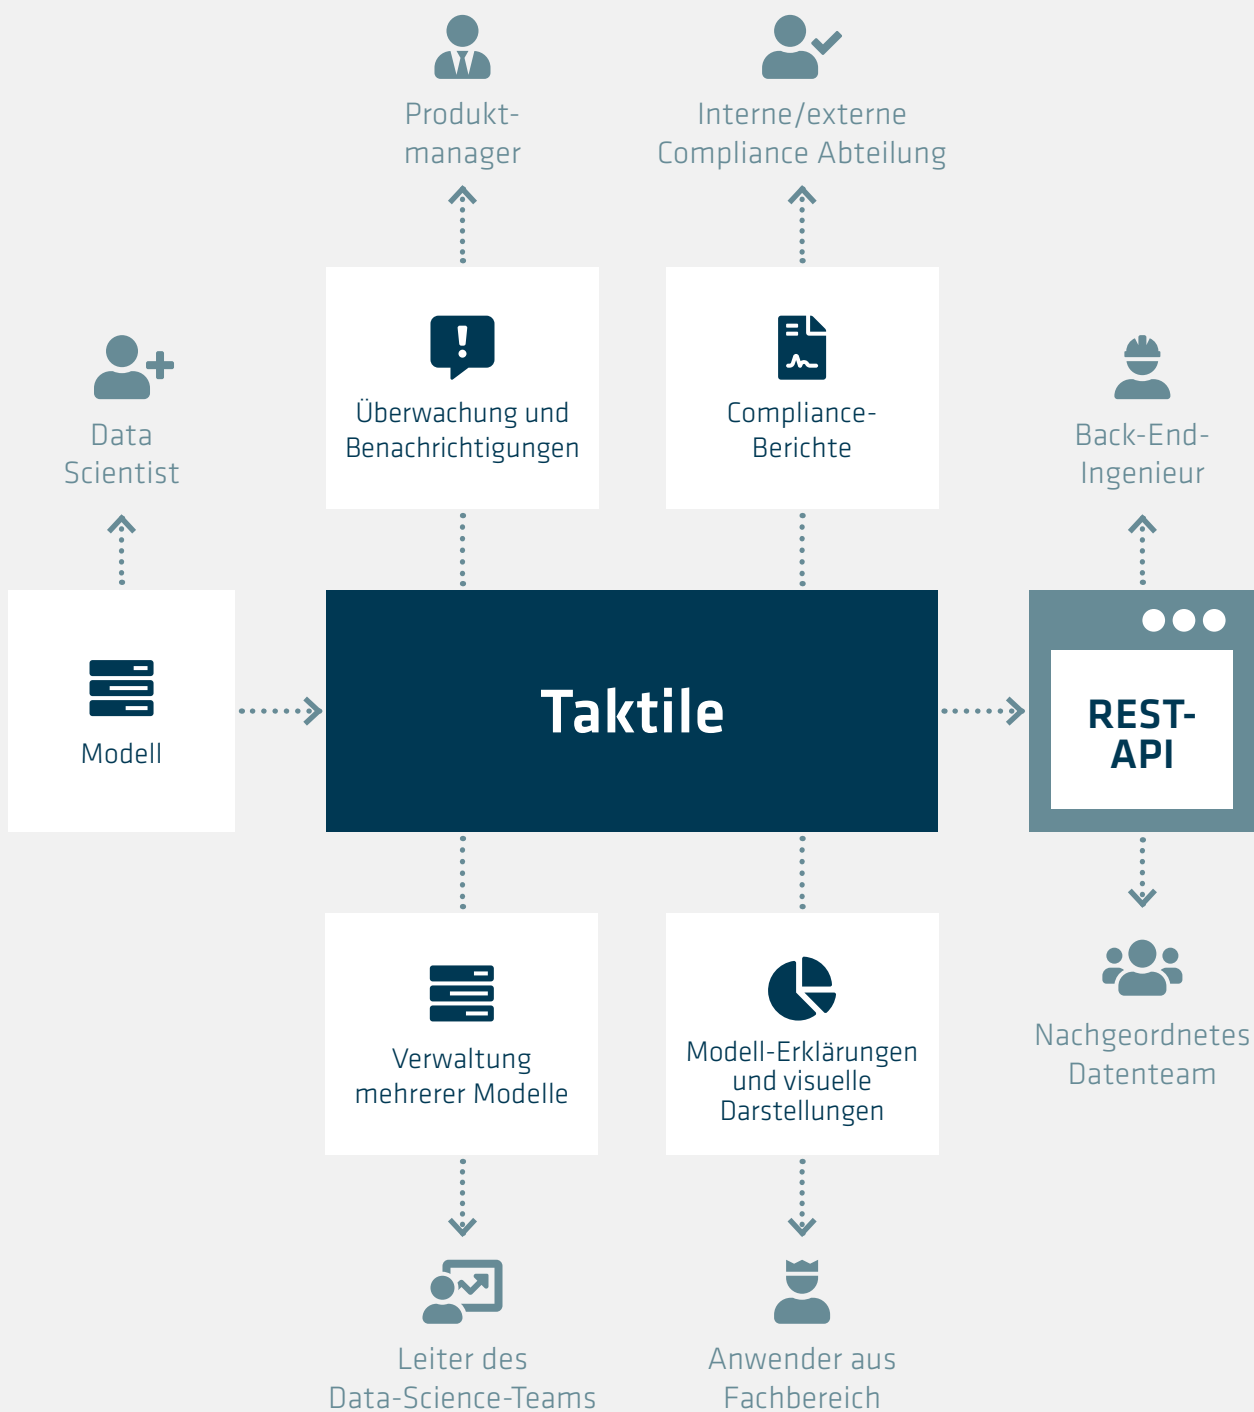 Produkt-
manager
Interne/externe
Compliance Abteilung
Überwachung und
Benachrichtigungen
Compliance-
Berichte
Data
Scientist
Back-End-
Ingenieur
Modell
Taktile
REST-
API
Verwaltung
mehrerer Modelle
Modell-Erklärungen
und visuelle
Darstellungen
Nachgeordnetes
Datenteam
Leiter des
Data-Science-Teams
Anwender aus
Fachbereich